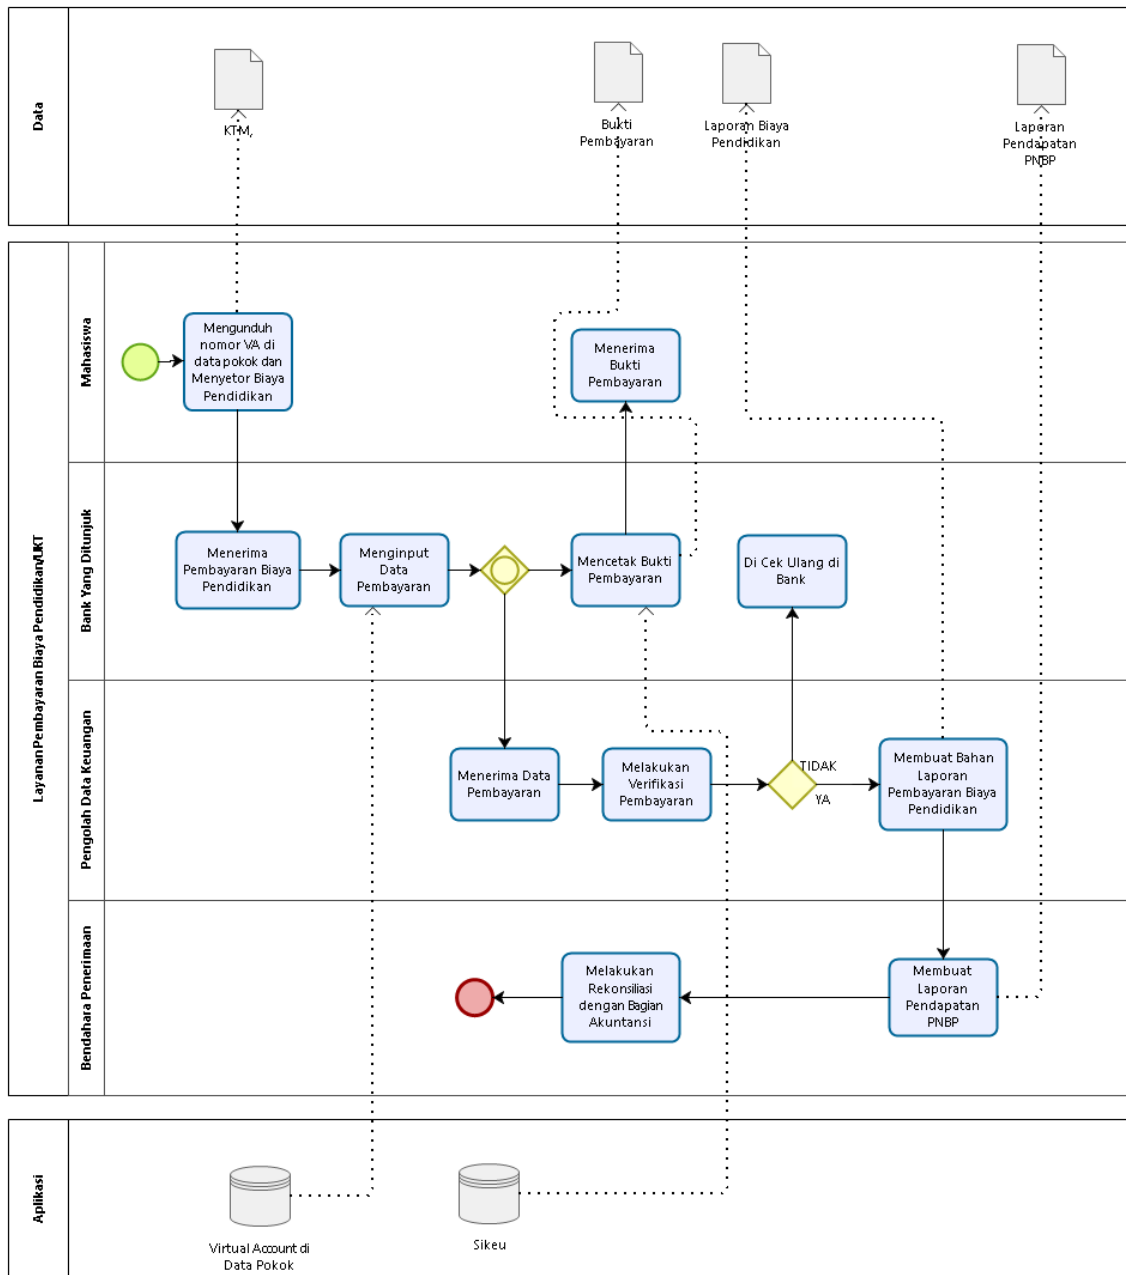 Data
KTM,
Bukti
Pembayaran
Laporan Biaya
Pendidikan
Laporan
Pendapatan
PNBP
Layanan Pembayaran Biaya Pendidikan/UKT
Mahasiswa
Mengunduh
nomor VA di
data pokok dan
Menyetor Biaya
Pendidikan
Menerima
Bukti
Pembayaran
Bank Yang Ditunjuk
Menerima
Pembayaran Biaya
Pendidikan
Menginput
Data
Pembayaran
Mencetak Bukti
Pembayaran
Di Cek Ulang di
Bank
Pengolah Data Keuangan
Menerima Data
Pembayaran
Melakukan
Verifikasi
Pembayaran
TIDAK
YA
Membuat Bahan
Laporan
Pembayaran Biaya
Pendidikan
Bendahara Penerimaan
Melakukan
Rekonsiliasi
dengan Bagian
Akuntansi
Membuat
Laporan
Pendapatan
PNBP
Aplikasi
Virtual Account di
Data Pokok
Sikeu